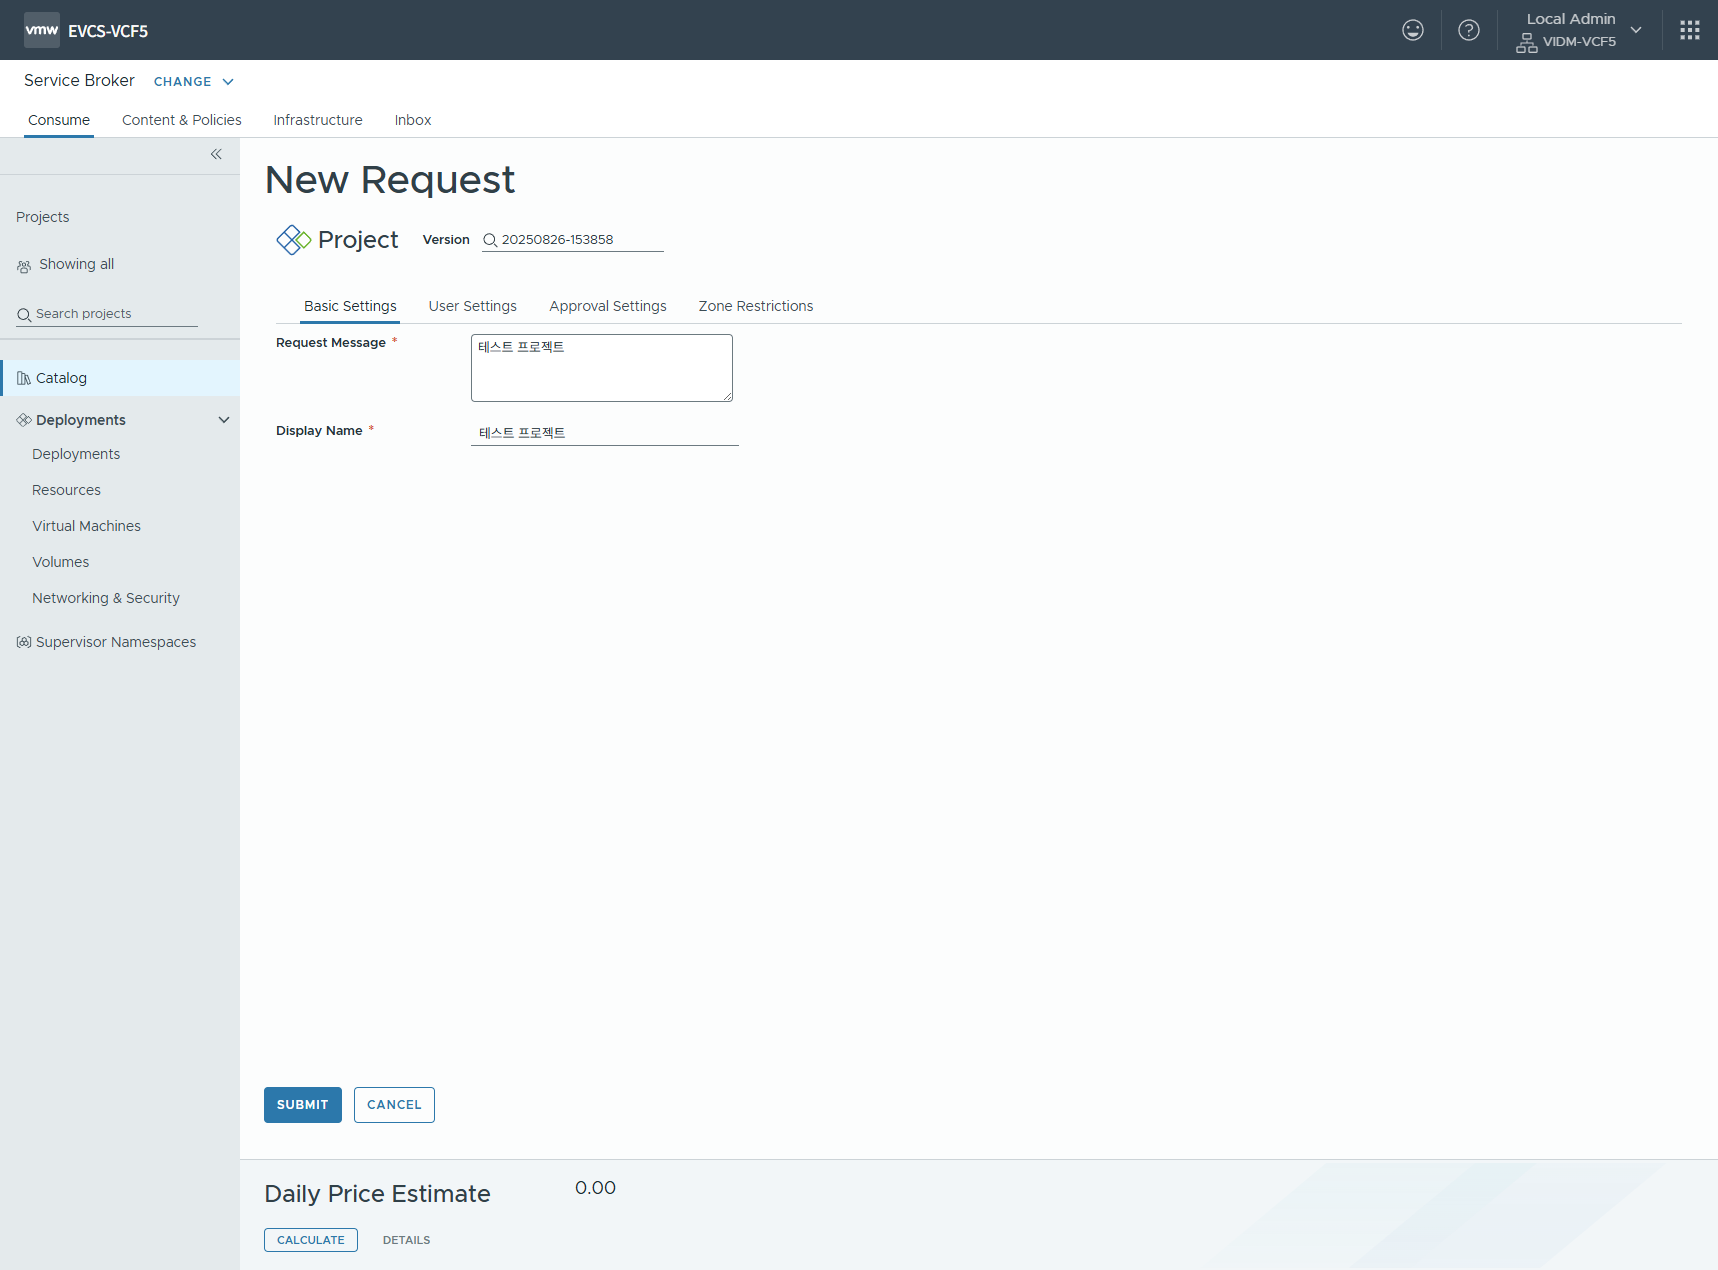 vmw EVCS-VCF5
Local Admin
VIDM-VCF5
Service Broker CHANGE
Consume Content & Policies Infrastructure Inbox
Projects
Showing all
Search projects
Catalog
Deployments
Deployments
Resources
Virtual Machines
Volumes
Networking & Security
Supervisor Namespaces
New Request
Project Version 20250826-153858
Basic Settings User Settings Approval Settings Zone Restrictions
Request Message * 테스트 프로젝트
Display Name * 테스트 프로젝트
SUBMIT CANCEL
Daily Price Estimate 0.00
CALCULATE DETAILS